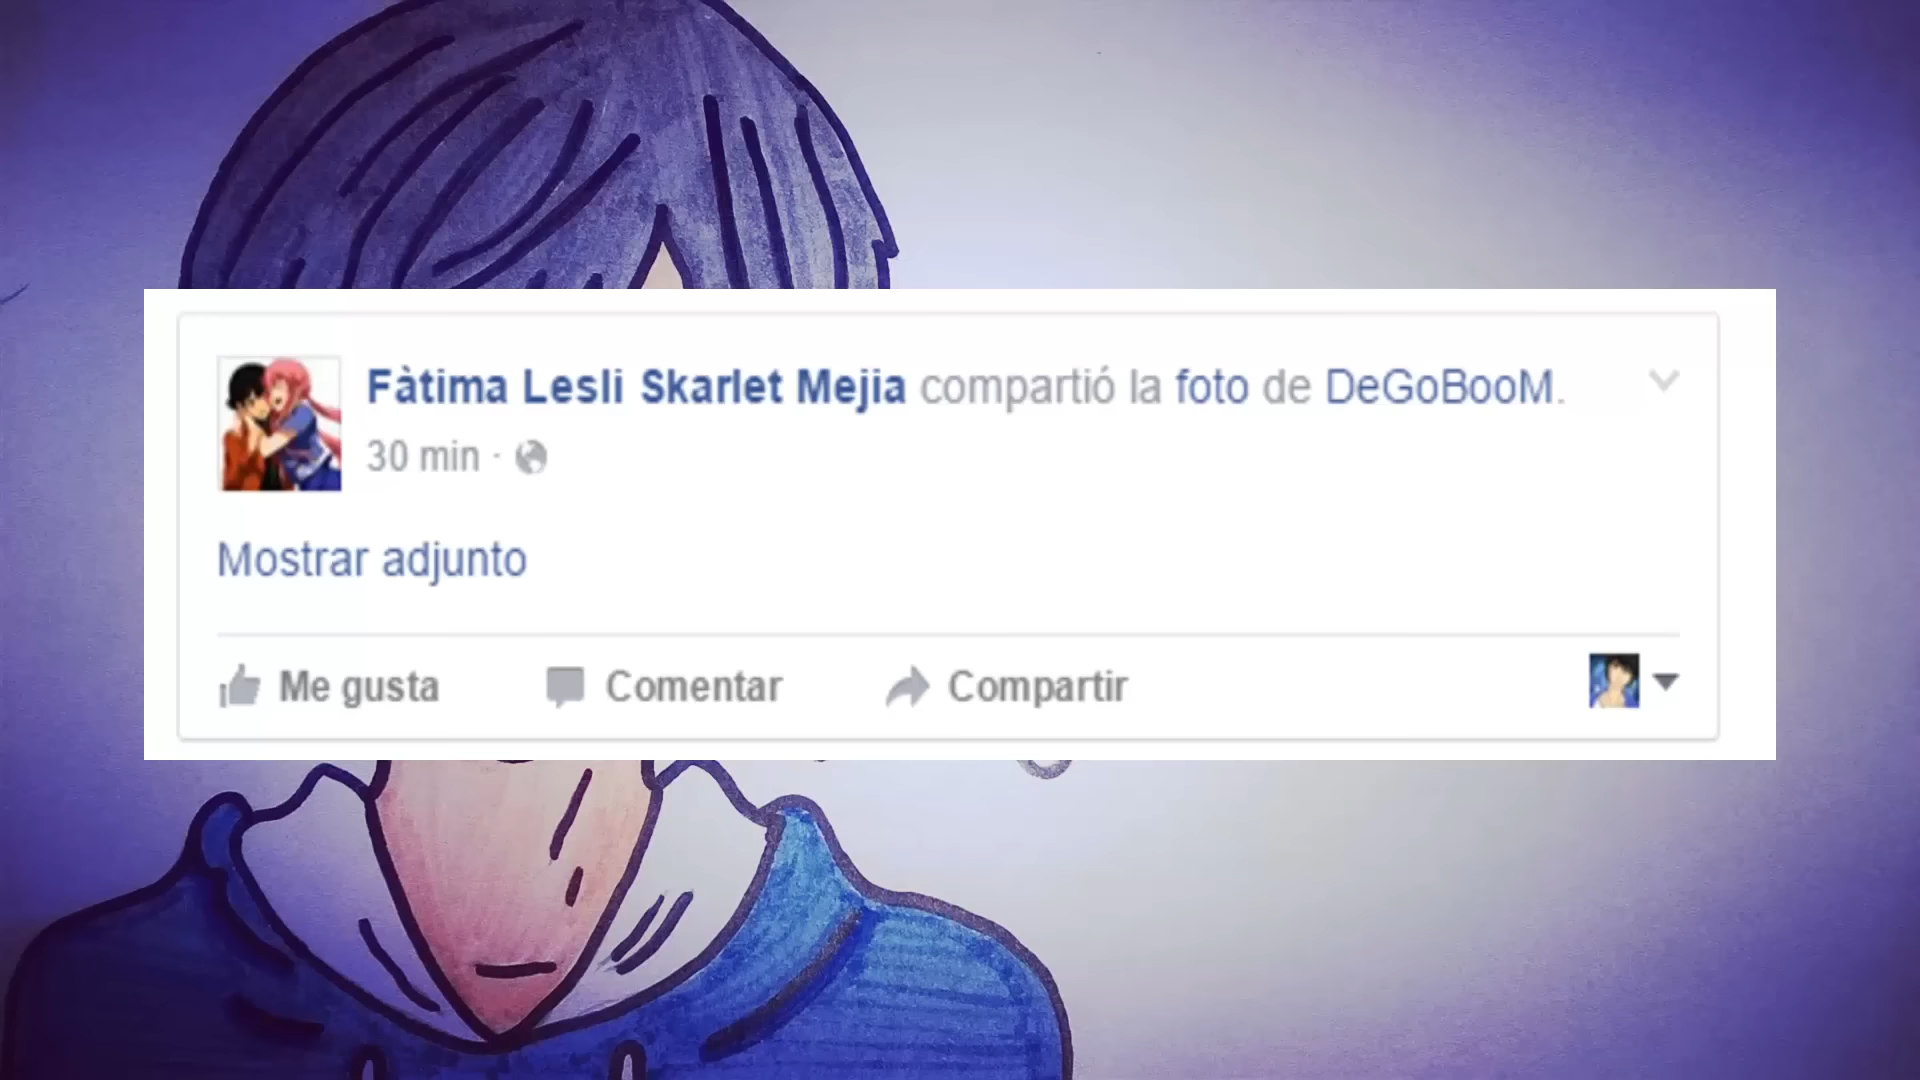 Fàtima Lesli Skarlet Mejia compartió la foto de DeGoBooM.
30 min ·
Mostrar adjunto
Me gusta Comentar Compartir